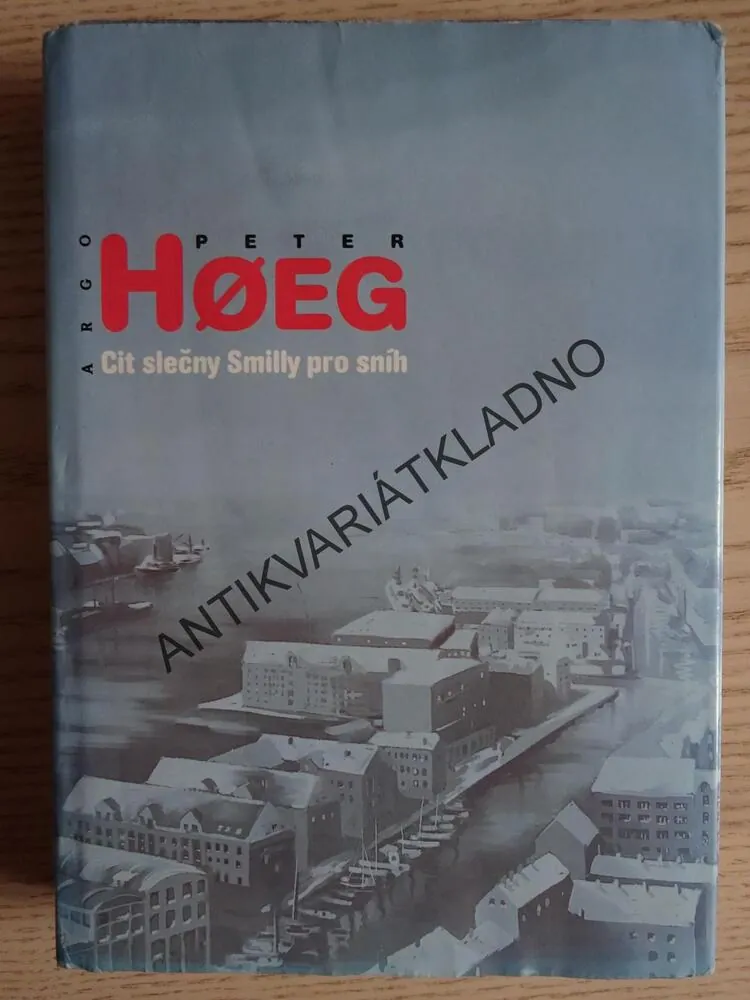 ARGO
PETER
HØEG
Cit slečny Smilly pro sníh
ANTIKVARIÁTKLADNO